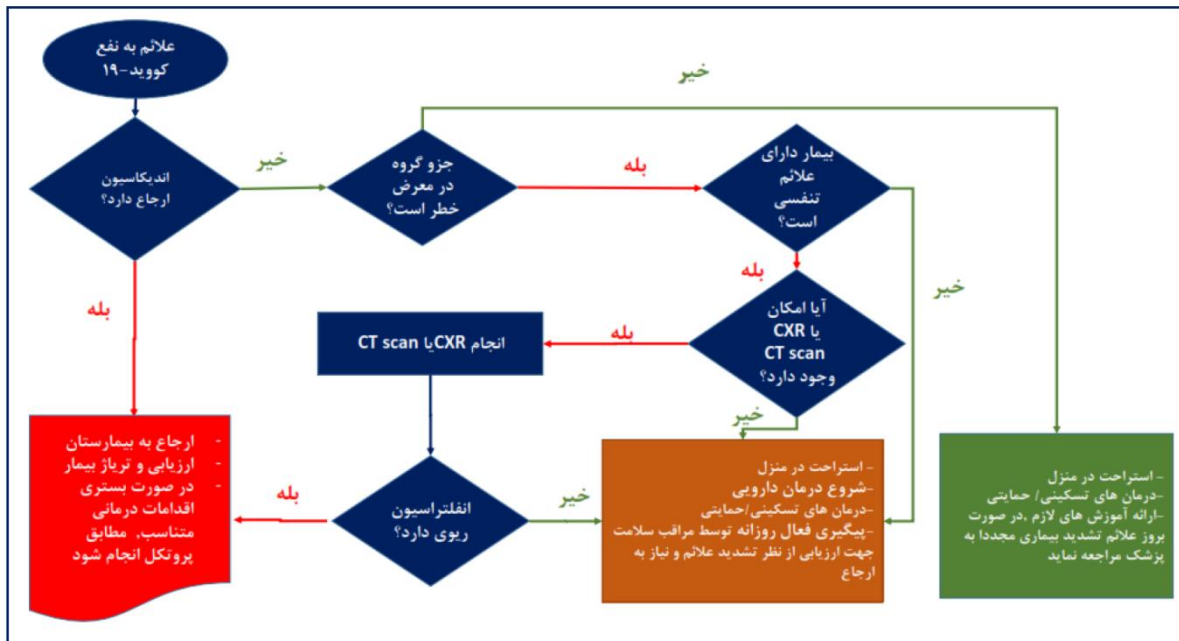 علائم به نفع
کووید-۱۹
خیر
خیر
اندیکاسیون
ارجاع دارد؟
جزو گروه
در معرض
خطر است؟
بله
بیمار دارای
علائم
تنفسی
است؟
بله
بله
خیر
آیا امکان
CXR یا
CT scan
وجود دارد؟
بله
انجام CXRیا CT scan
خیر
- ارجاع به بیمارستان
- ارزیابی و تریاژ بیمار
- در صورت بستری
اقدامات درمانی
متناسب, مطابق
پروتکل انجام شود
بله
انفلتراسیون
ریوی دارد؟
خیر
- استراحت در منزل
-شروع درمان دارویی
-درمان های تسکینی/حمایتی
-پیگیری فعال روزانه توسط مراقب سلامت
جهت ارزیابی از نظر تشدید علائم و نیاز به
ارجاع
- استراحت در منزل
-درمان های تسکینی/ حمایتی
-ارائه آموزش های لازم ,در صورت
بروز علائم تشدید بیماری مجددا به
پزشک مراجعه نماید